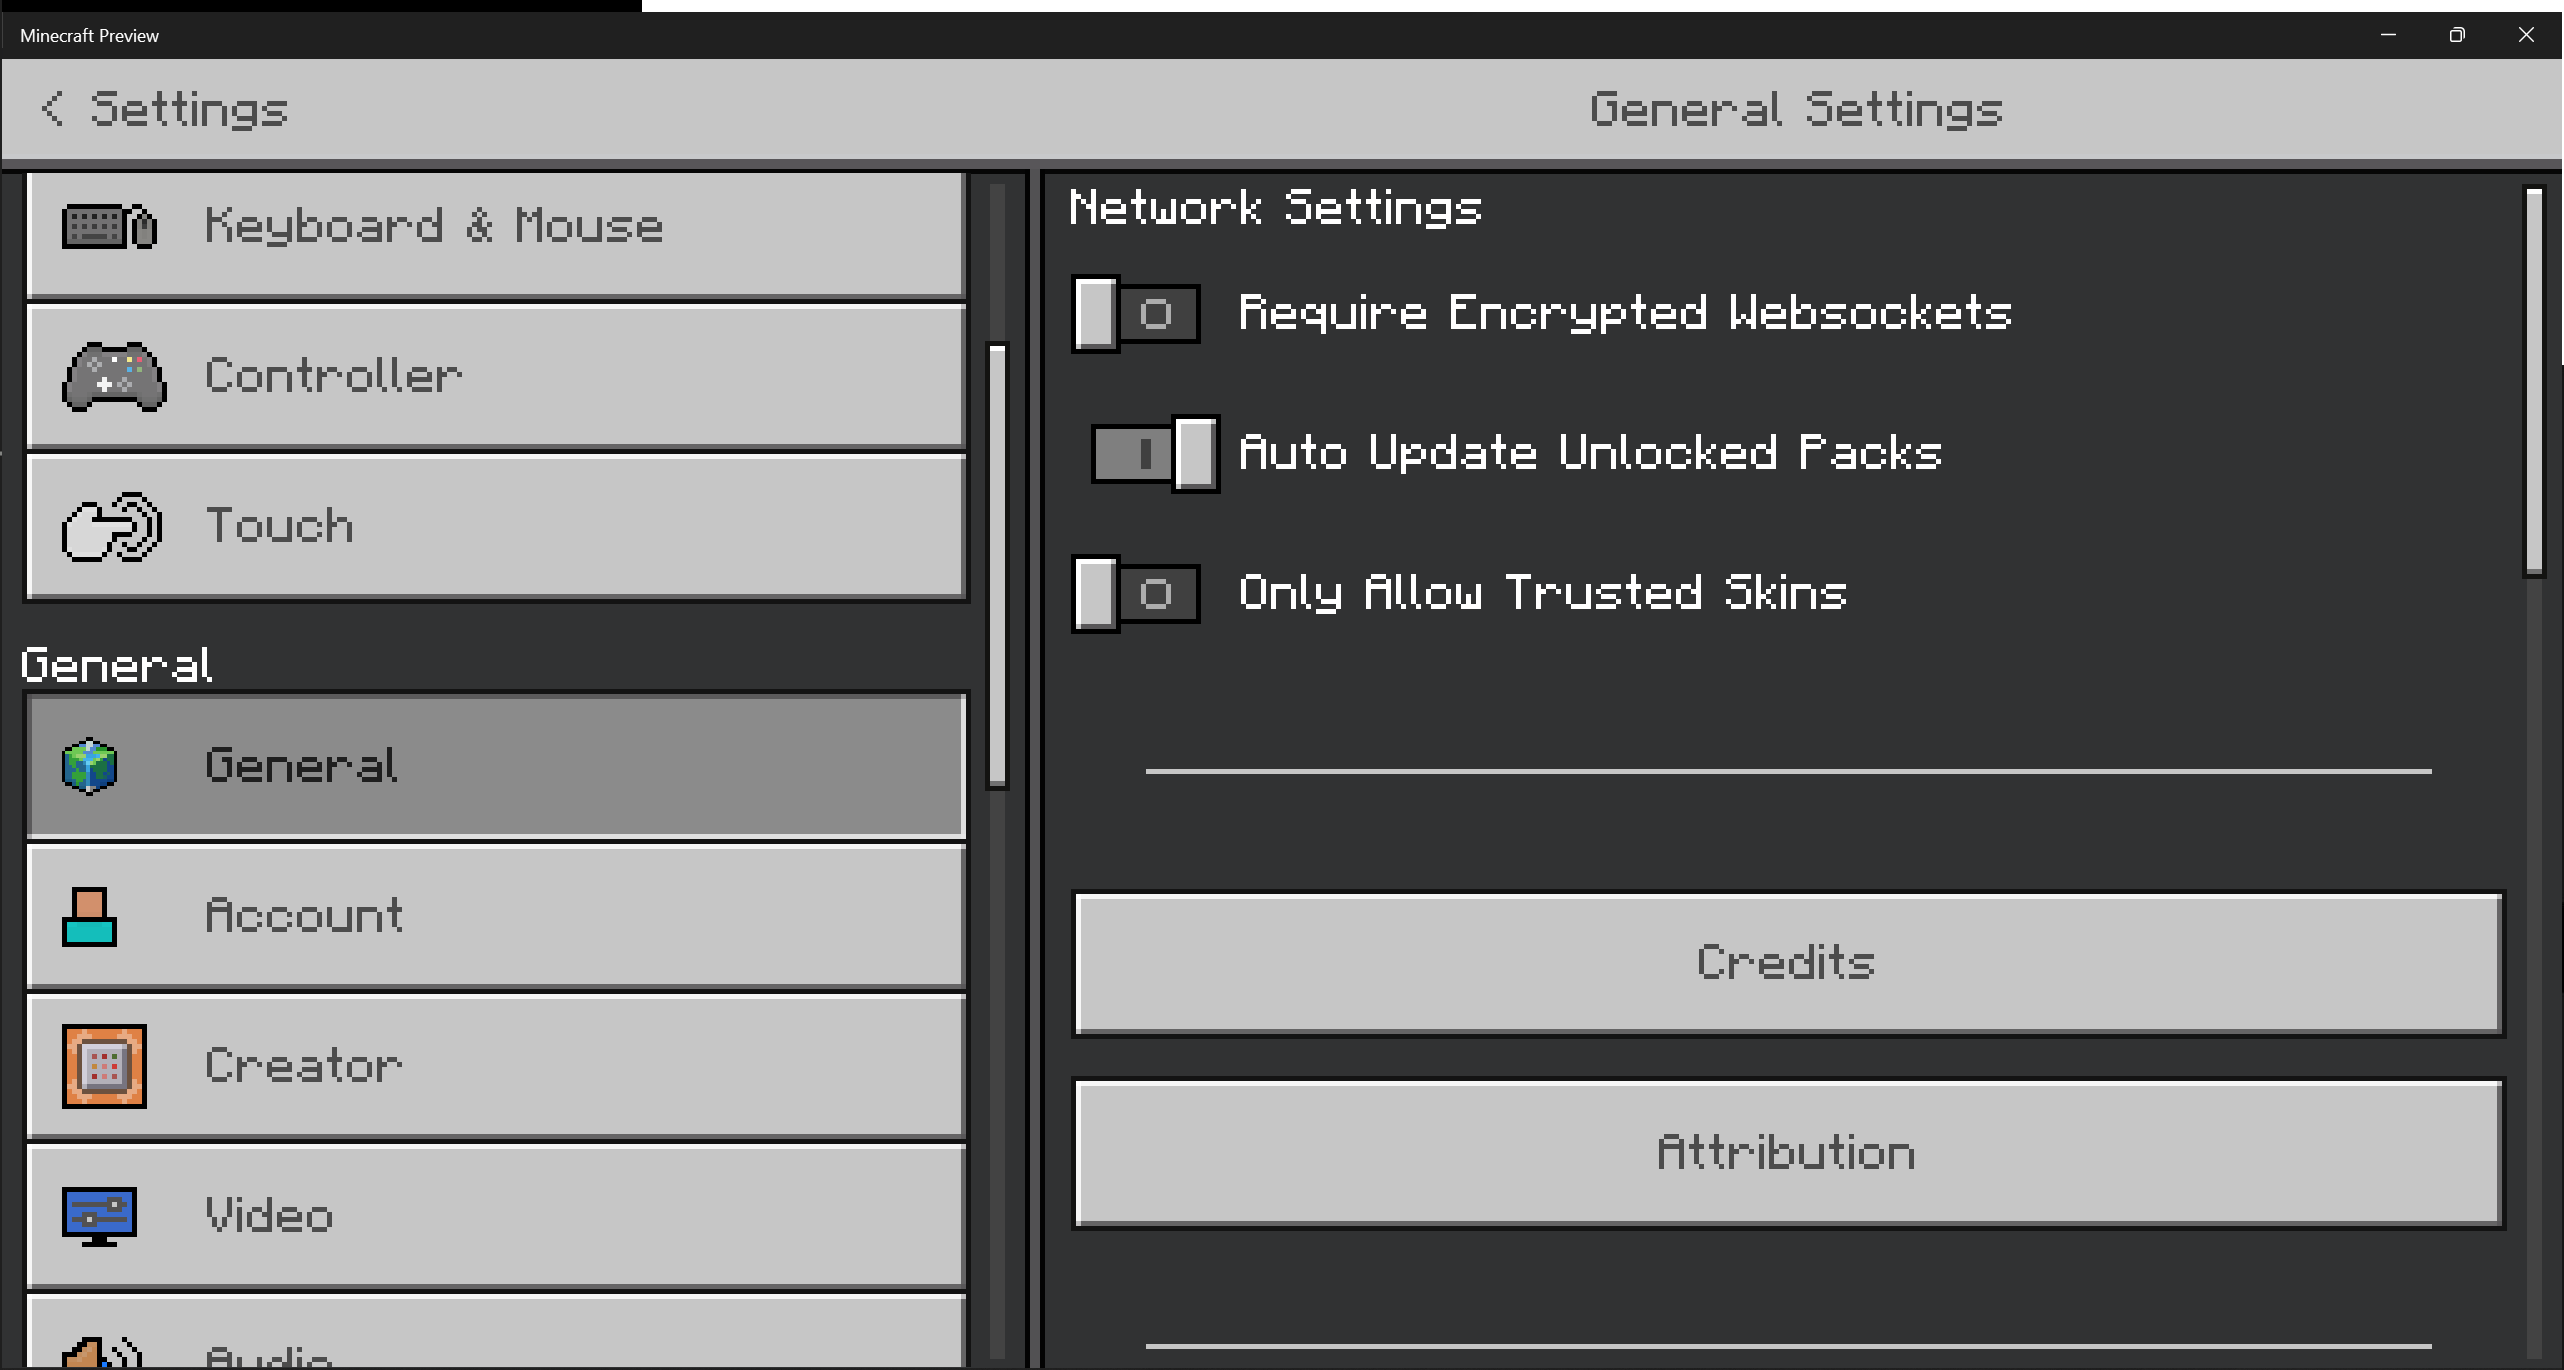 Minecraft Preview
< Settings
General Settings
Keyboard & Mouse
Controller
Touch
General
General
Account
Creator
Video
Audio
Network Settings
Require Encrypted Websockets
Auto Update Unlocked Packs
Only Allow Trusted Skins
Credits
Attribution